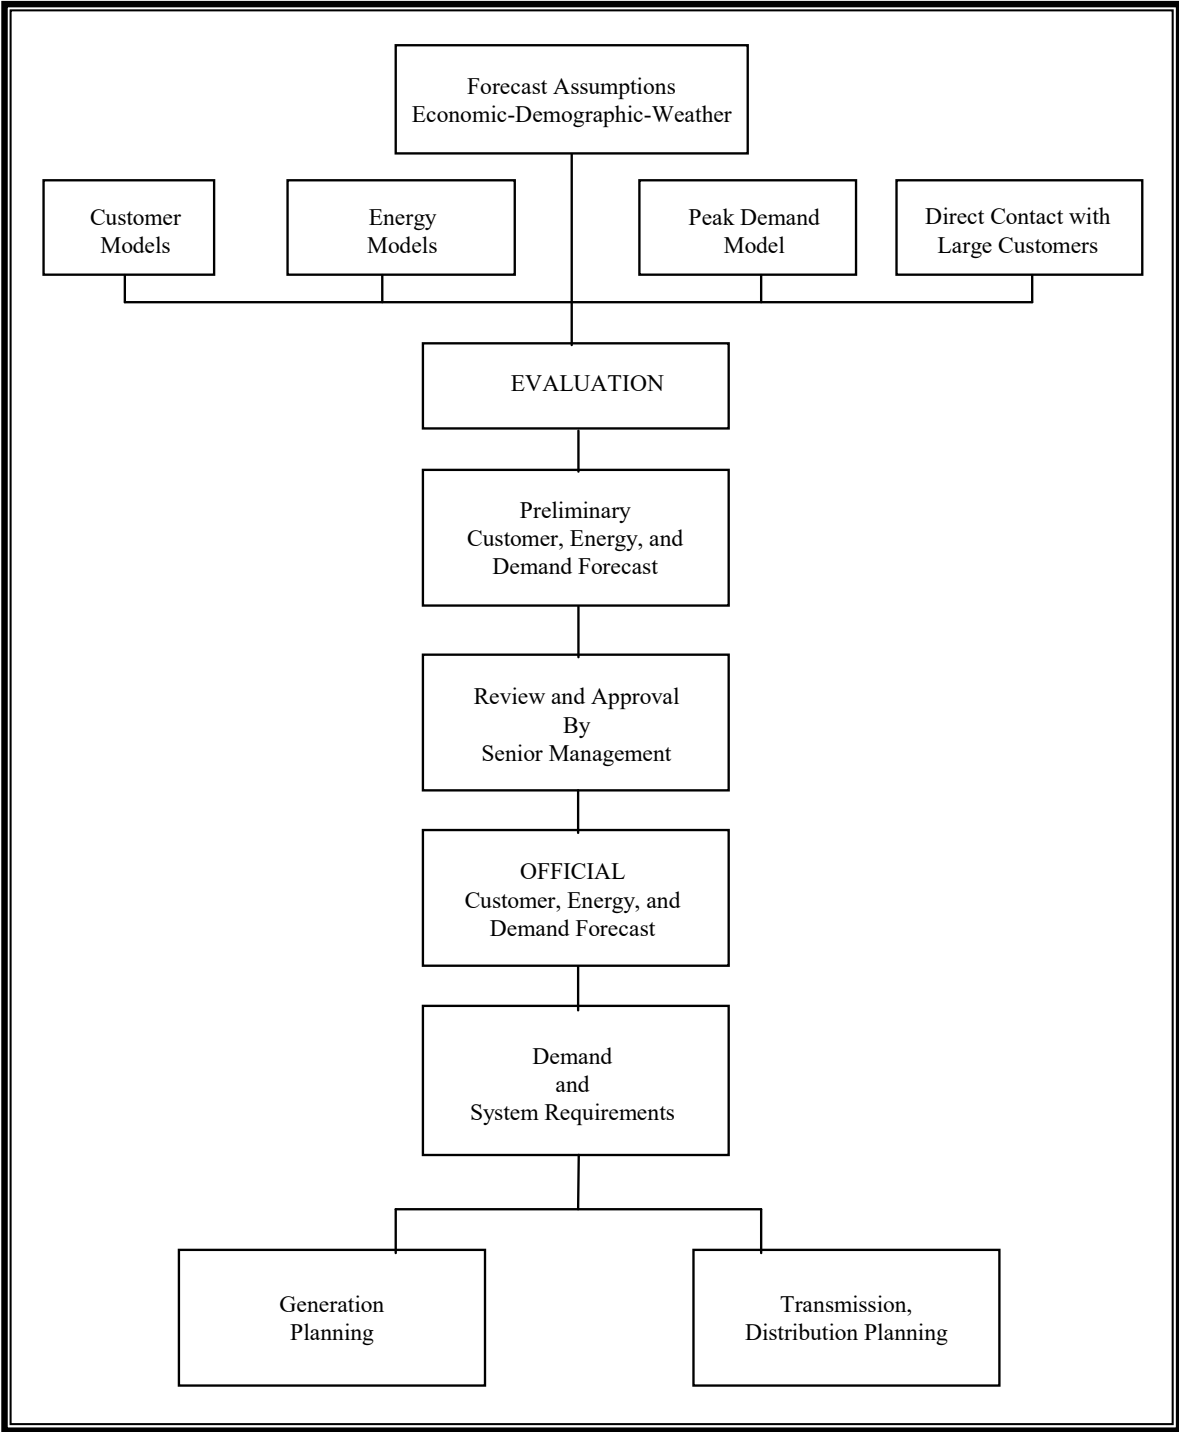 Forecast Assumptions
Economic-Demographic-Weather
Customer
Models
Energy
Models
Peak Demand
Model
Direct Contact with
Large Customers
EVALUATION
Preliminary
Customer, Energy, and
Demand Forecast
Review and Approval
By
Senior Management
OFFICIAL
Customer, Energy, and
Demand Forecast
Demand
and
System Requirements
Generation
Planning
Transmission,
Distribution Planning